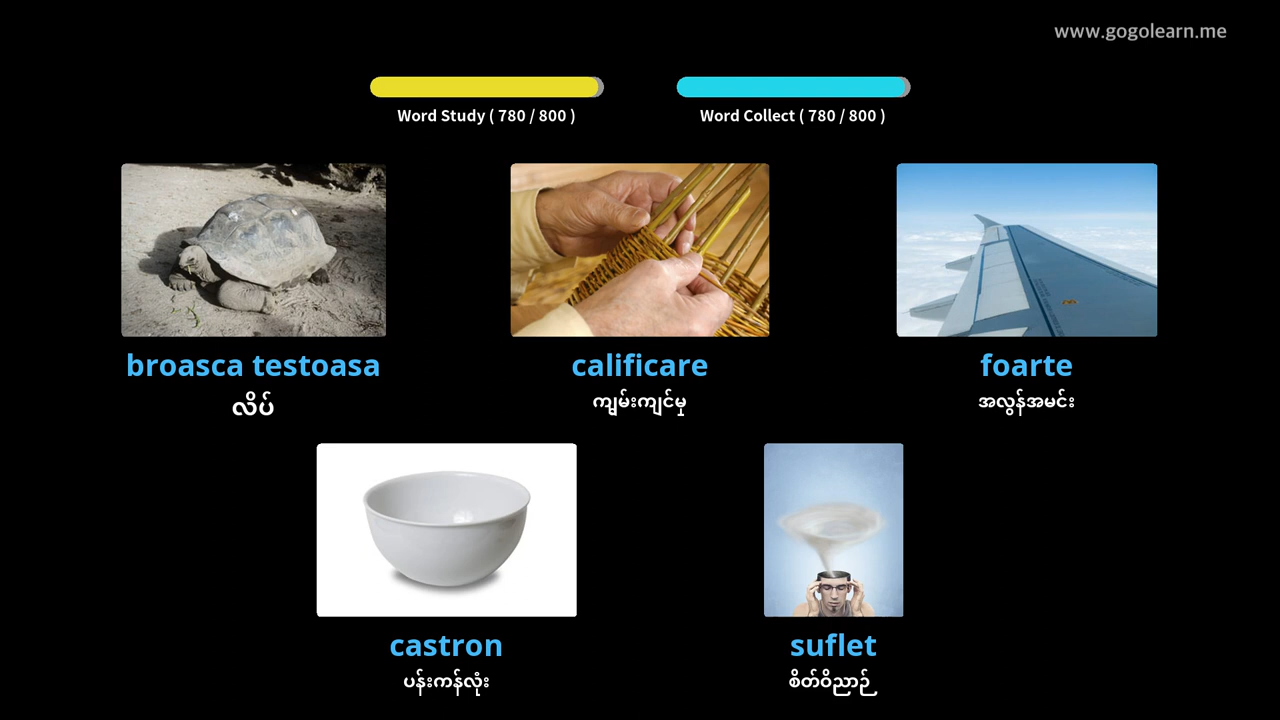 www.gogolearn.me
Word Study ( 780 / 800 )
Word Collect ( 780 / 800 )
broasca testoasa
calificare
foarte
လိပ်
ကျွမ်းကျင်မှု
အလွန်အမင်း
castron
suflet
ပန်းကန်လုံး
စိတ်ဝိညာဉ်